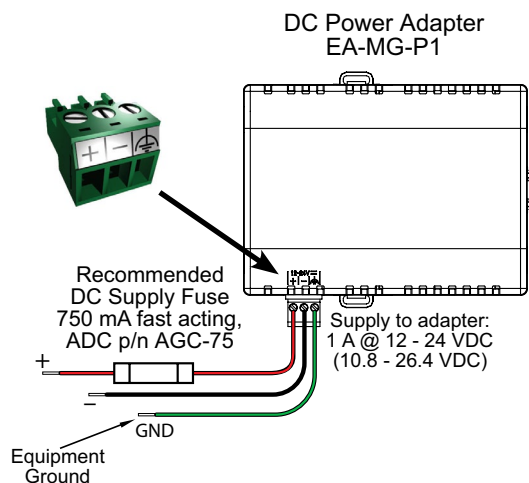 DC Power Adapter
EA-MG-P1
+ −
Recommended
DC Supply Fuse
750 mA fast acting,
ADC p/n AGC-75
+ −
Supply to adapter:
1 A @ 12 - 24 VDC
(10.8 - 26.4 VDC)
+
−
GND
Equipment
Ground